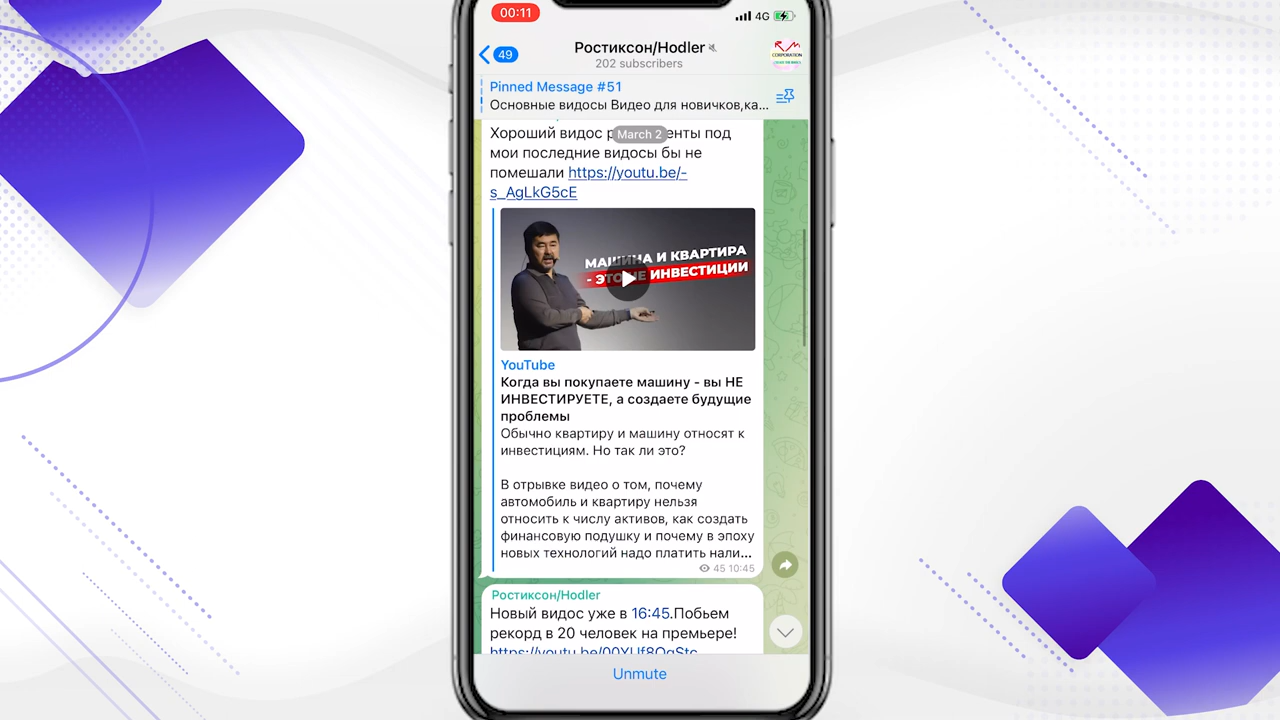 00:11
4G
49
Ростиксон/Hodler
202 subscribers
CORPORATION
Pinned Message #51
Основные видосы Видео для новичков,ка...
March 2
Хороший видос енты под
мои последние видосы бы не
помешали https://youtu.be/-
s_AgLkG5cE
МАШИНА И КВАРТИРА
- ЭТО НЕ ИНВЕСТИЦИИ
YouTube
Когда вы покупаете машину - вы НЕ
ИНВЕСТИРУЕТЕ, а создаете будущие
проблемы
Обычно квартиру и машину относят к
инвестициям. Но так ли это?
В отрывке видео о том, почему
автомобиль и квартиру нельзя
относить к числу активов, как создать
финансовую подушку и почему в эпоху
новых технологий надо платить нали...
45 10:45
Ростиксон/Hodler
Новый видос уже в 16:45.Побьем
рекорд в 20 человек на премьере!
Unmute